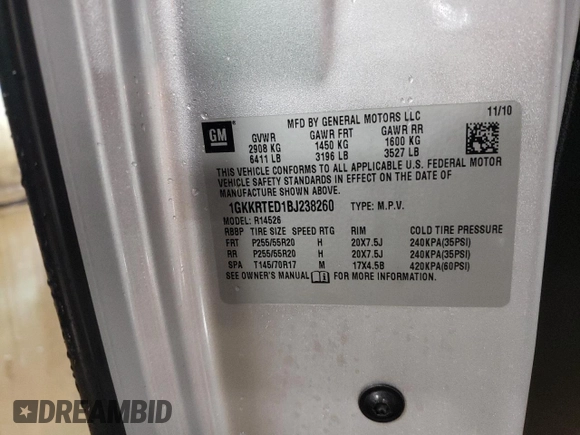 MFD BY GENERAL MOTORS LLC 11/10
GM GVWR GAWR FRT GAWR RR
2908 KG 1450 KG 1600 KG
6411 LB 3196 LB 3527 LB
THIS VEHICLE CONFORMS TO ALL APPLICABLE U.S. FEDERAL MOTOR
VEHICLE SAFETY STANDARDS IN EFFECT ON THE DATE OF
MANUFACTURE SHOWN ABOVE.
1GKKRTED1BJ238260 TYPE: M.P.V.
MODEL: R14526
RBBP TIRE SIZE SPEED RTG RIM COLD TIRE PRESSURE
FRT P255/55R20 H 20X7.5J 240KPA(35PSI)
RR P255/55R20 H 20X7.5J 240KPA(35PSI)
SPA T145/70R17 M 17X4.5B 420KPA(60PSI)
SEE OWNER'S MANUAL FOR MORE INFORMATION.
DREAMBID